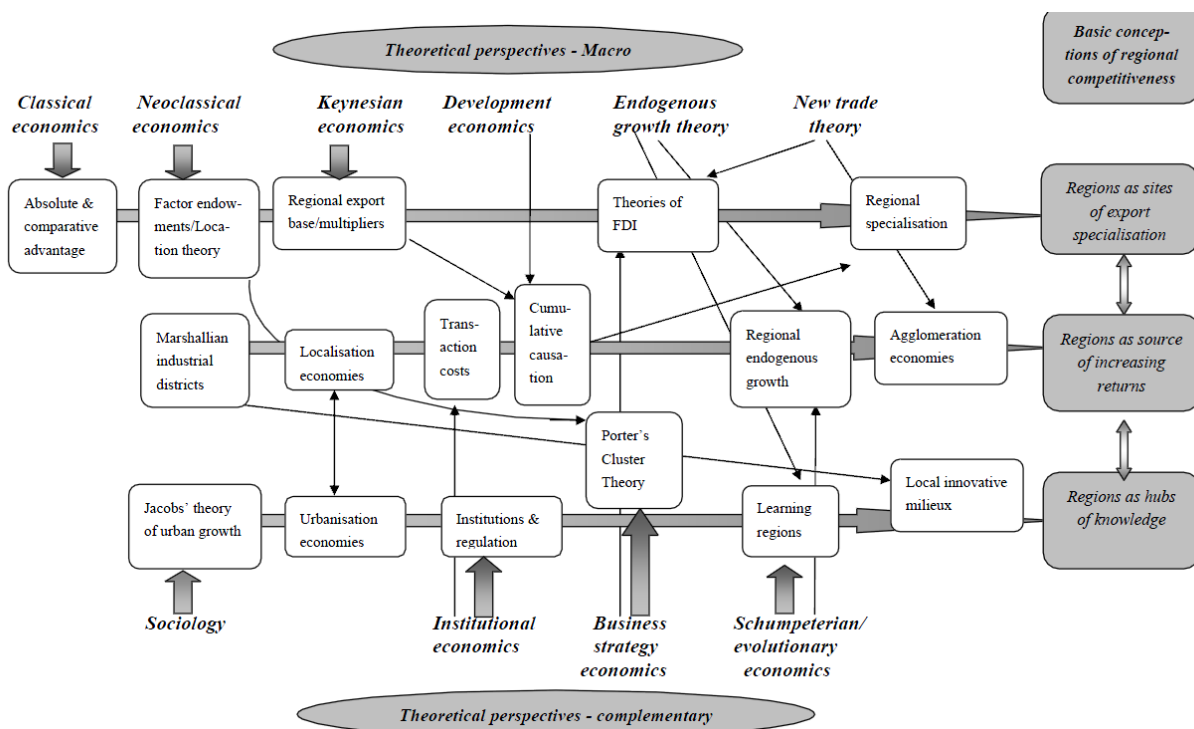 Theoretical perspectives - Macro
Basic concep-
tions of regional
competitiveness
Classical
economics
Neoclassical
economics
Keynesian
economics
Development
economics
Endogenous
growth theory
New trade
theory
Absolute &
comparative
advantage
Factor endow-
ments/Loca-
tion theory
Regional export
base/multipliers
Theories of
FDI
Regional
specialisation
Regions as sites
of export
specialisation
Marshallian
industrial
districts
Localisation
economies
Trans-
action
costs
Cumu-
lative
causa-
tion
Regional
endogenous
growth
Agglomeration
economies
Regions as source
of increasing
returns
Porter's
Cluster
Theory
Jacobs' theory
of urban growth
Urbanisation
economies
Institutions &
regulation
Learning
regions
Local innovative
milieux
Regions as hubs
of knowledge
Sociology
Institutional
economics
Business
strategy
economics
Schumpeterian/
evolutionary
economics
Theoretical perspectives - complementary